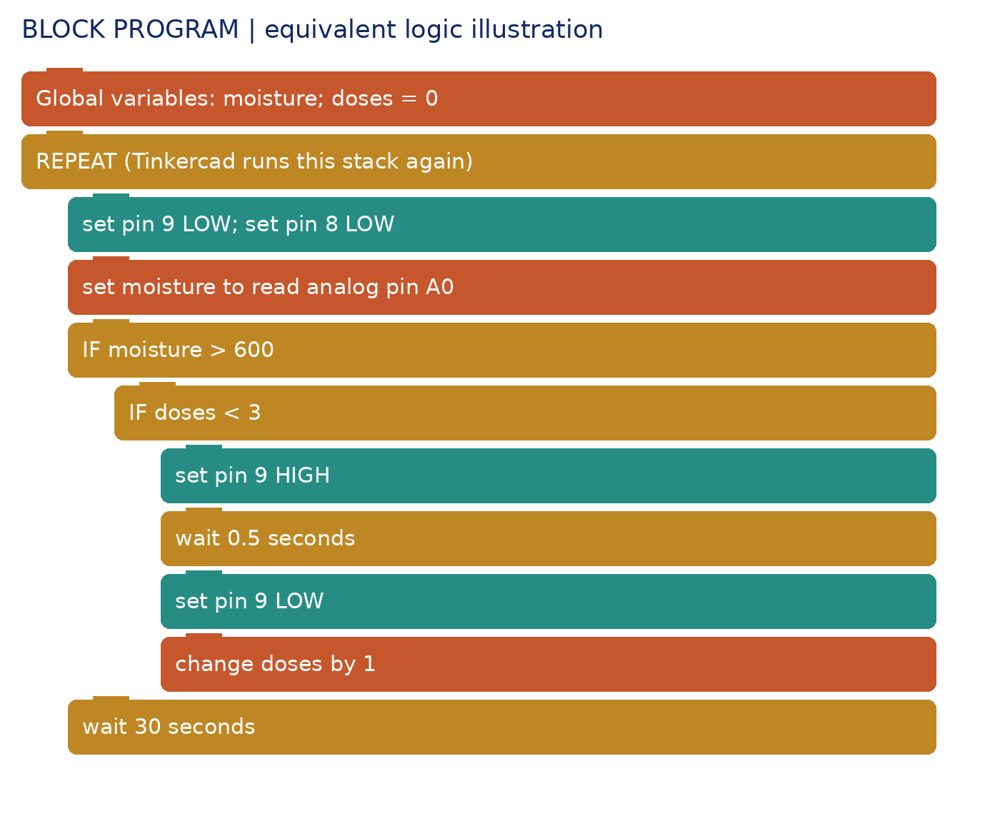 BLOCK PROGRAM | equivalent logic illustration
Global variables: moisture; doses = 0
REPEAT (Tinkercad runs this stack again)
set pin 9 LOW; set pin 8 LOW
set moisture to read analog pin A0
IF moisture > 600
IF doses < 3
set pin 9 HIGH
wait 0.5 seconds
set pin 9 LOW
change doses by 1
wait 30 seconds